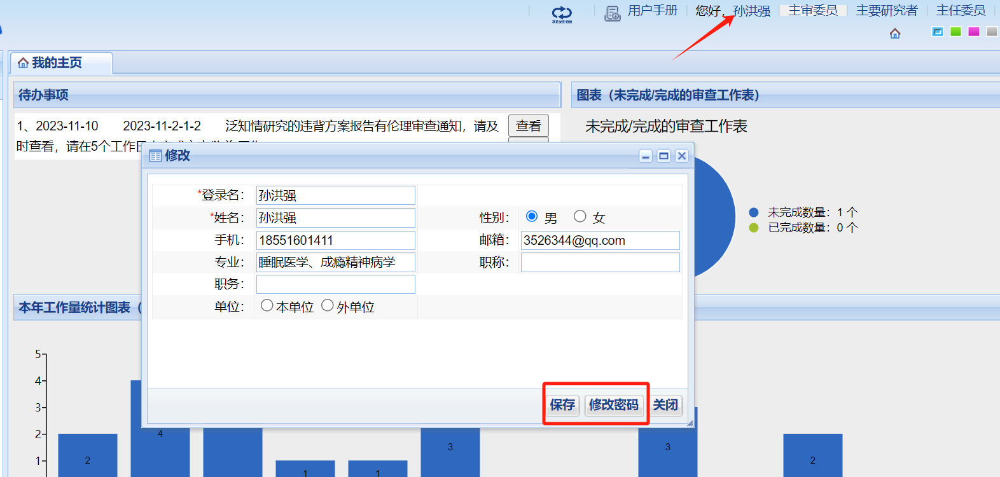 项目类别切换
用户手册
您好，孙洪强
主审委员
主要研究者
主任委员
我的主页
待办事项
图表（未完成/完成的审查工作表）
1、2023-11-10 2023-11-2-1-2 泛知情研究的违背方案报告有伦理审查通知，请及
时查看，请在5个工作日
查看
未完成/完成的审查工作表
未完成数量：1 个
已完成数量：0 个
修改
*登录名： 孙洪强
*姓名： 孙洪强 性别： 男 女
手机： 18551601411 邮箱： 3526344@qq.com
专业： 睡眠医学、成瘾精神病学 职称：
职务：
单位： 本单位 外单位
保存 修改密码 关闭
本年工作量统计图表（
5
4
3
2
1
2
4
1
1
3
3
2